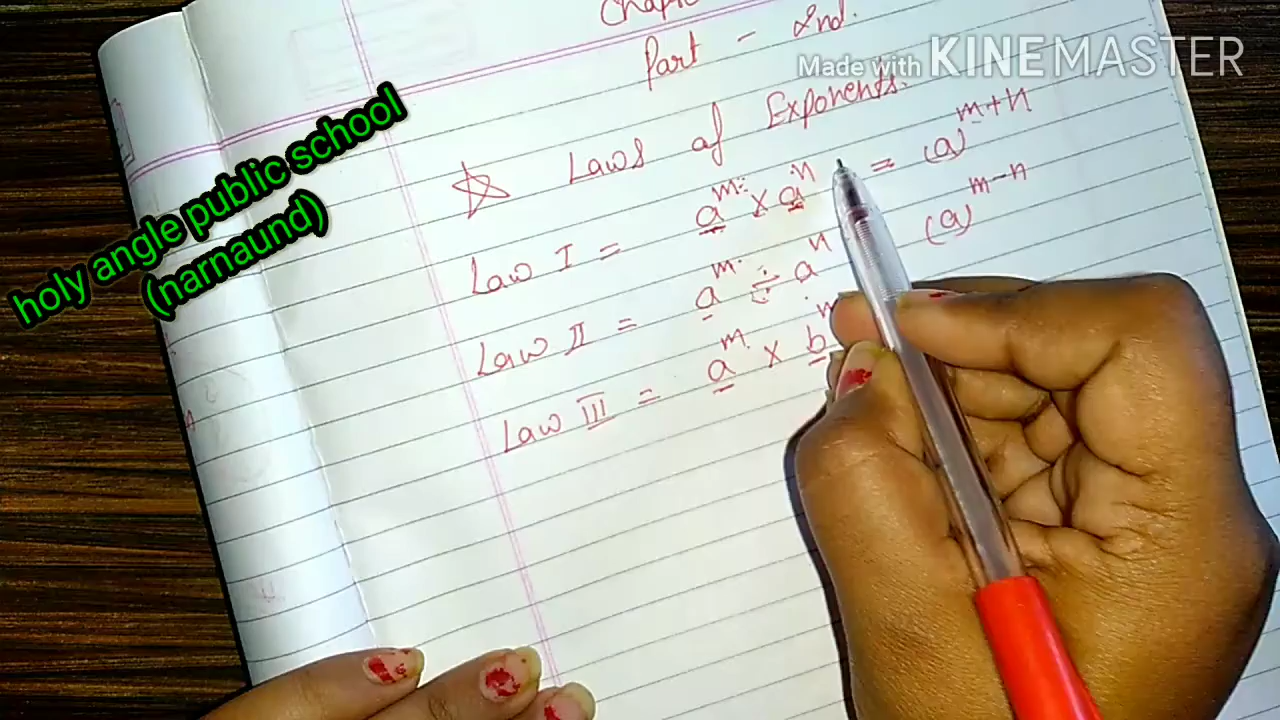 Part - 2nd.
Made with KINEMASTER
☆ Laws of Exponents.
Law I = a^m × a^n = (a)^m+n
Law II = a^m ÷ a^n (a)^m-n
Law III = a^m × b^m
holy angle public school
(narnaund)